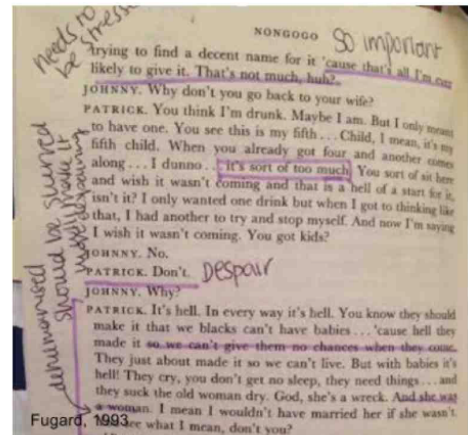 NONGOGO
So important
needs to
be stressed
trying to find a decent name for it 'cause that's all I'm ever
likely to give it. That's not much, huh?
JOHNNY. Why don't you go back to your wife?
PATRICK. You think I'm drunk. Maybe I am. But I only meant
to have one. You see this is my fifth . . . Child, I mean, it's my
fifth child. When you already got four and another comes
along . . . I dunno . . . it's sort of too much. You sort of sit here
and wish it wasn't coming and that is a hell of a start for it,
isn't it? I only wanted one drink but when I got to thinking like
that, I had another to try and stop myself. And now I'm saying
I wish it wasn't coming. You got kids?
JOHNNY. No.
PATRICK. Don't.
Despair
JOHNNY. Why?
PATRICK. It's hell. In every way it's hell. You know they should
make it that we blacks can't have babies . . . 'cause hell they
made it so we can't give them no chances when they come.
They just about made it so we can't live. But with babies it's
hell! They cry, you don't get no sleep, they need things . . . and
they suck the old woman dry. God, she's a wreck. And she was
a woman. I mean I wouldn't have married her if she wasn't.
see what I mean, don't you?
should be slurred
make it
more despairing
dehumanised
Fugard, 1993